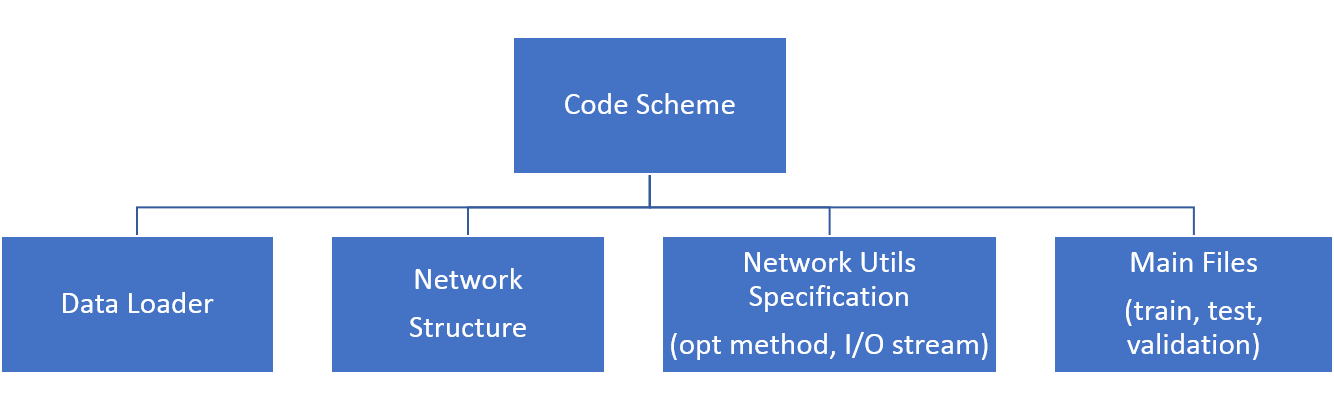 Code Scheme
Data Loader
Network
Structure
Network Utils
Specification
(opt method, I/O stream)
Main Files
(train, test,
validation)